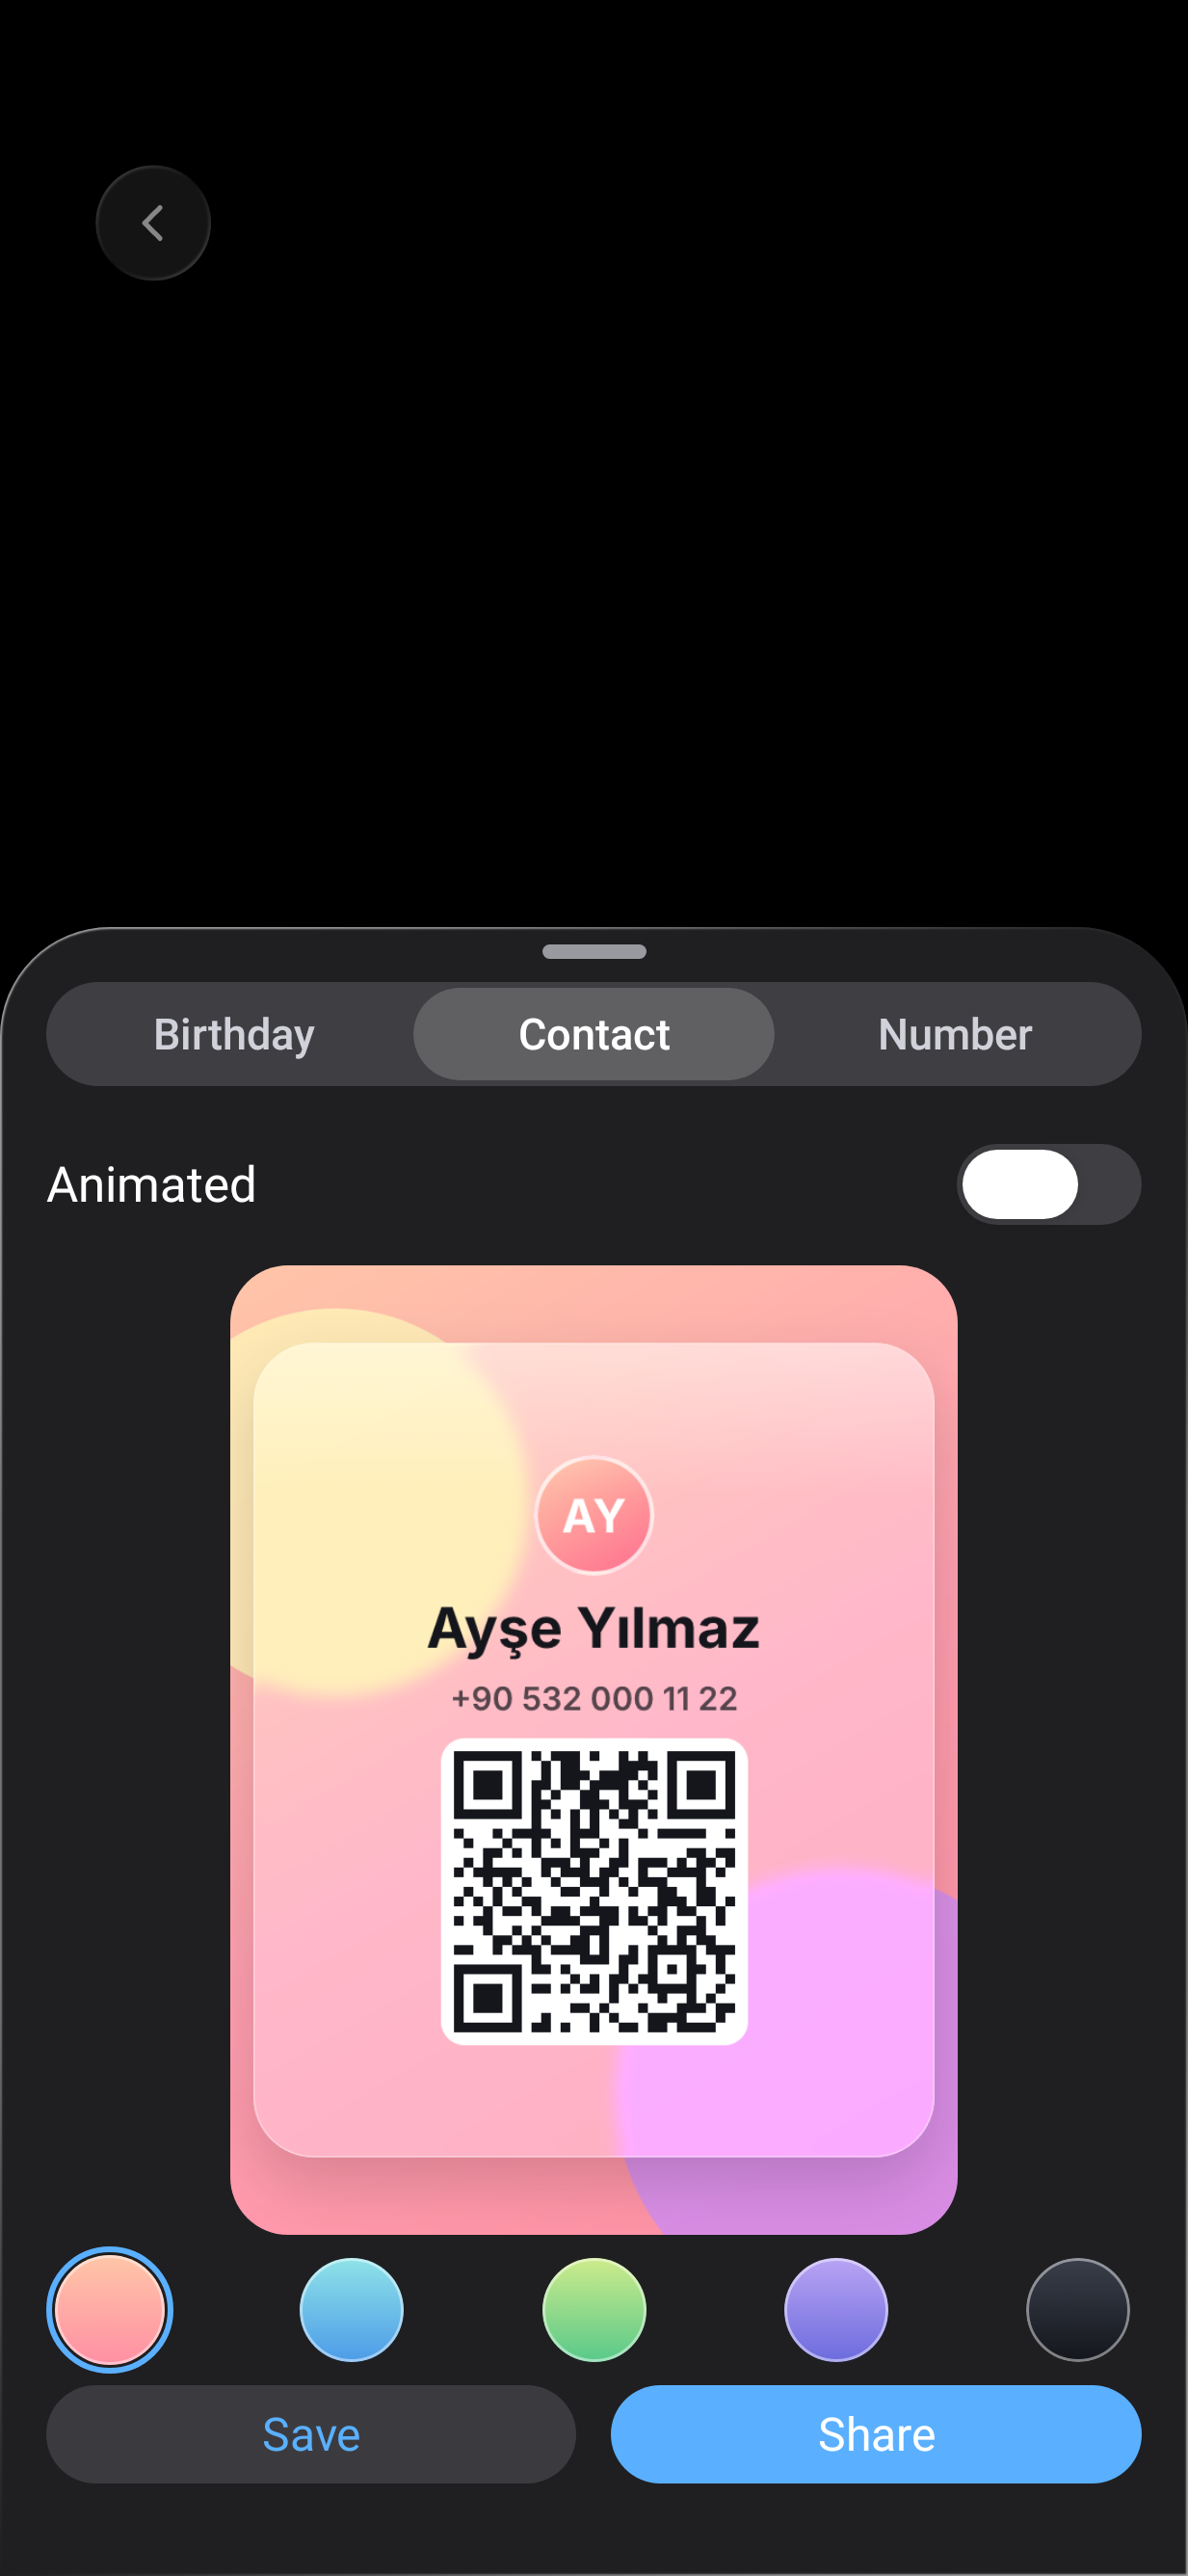 Birthday
Contact
Number
Animated
AY
Ayşe Yılmaz
+90 532 000 11 22
Save
Share